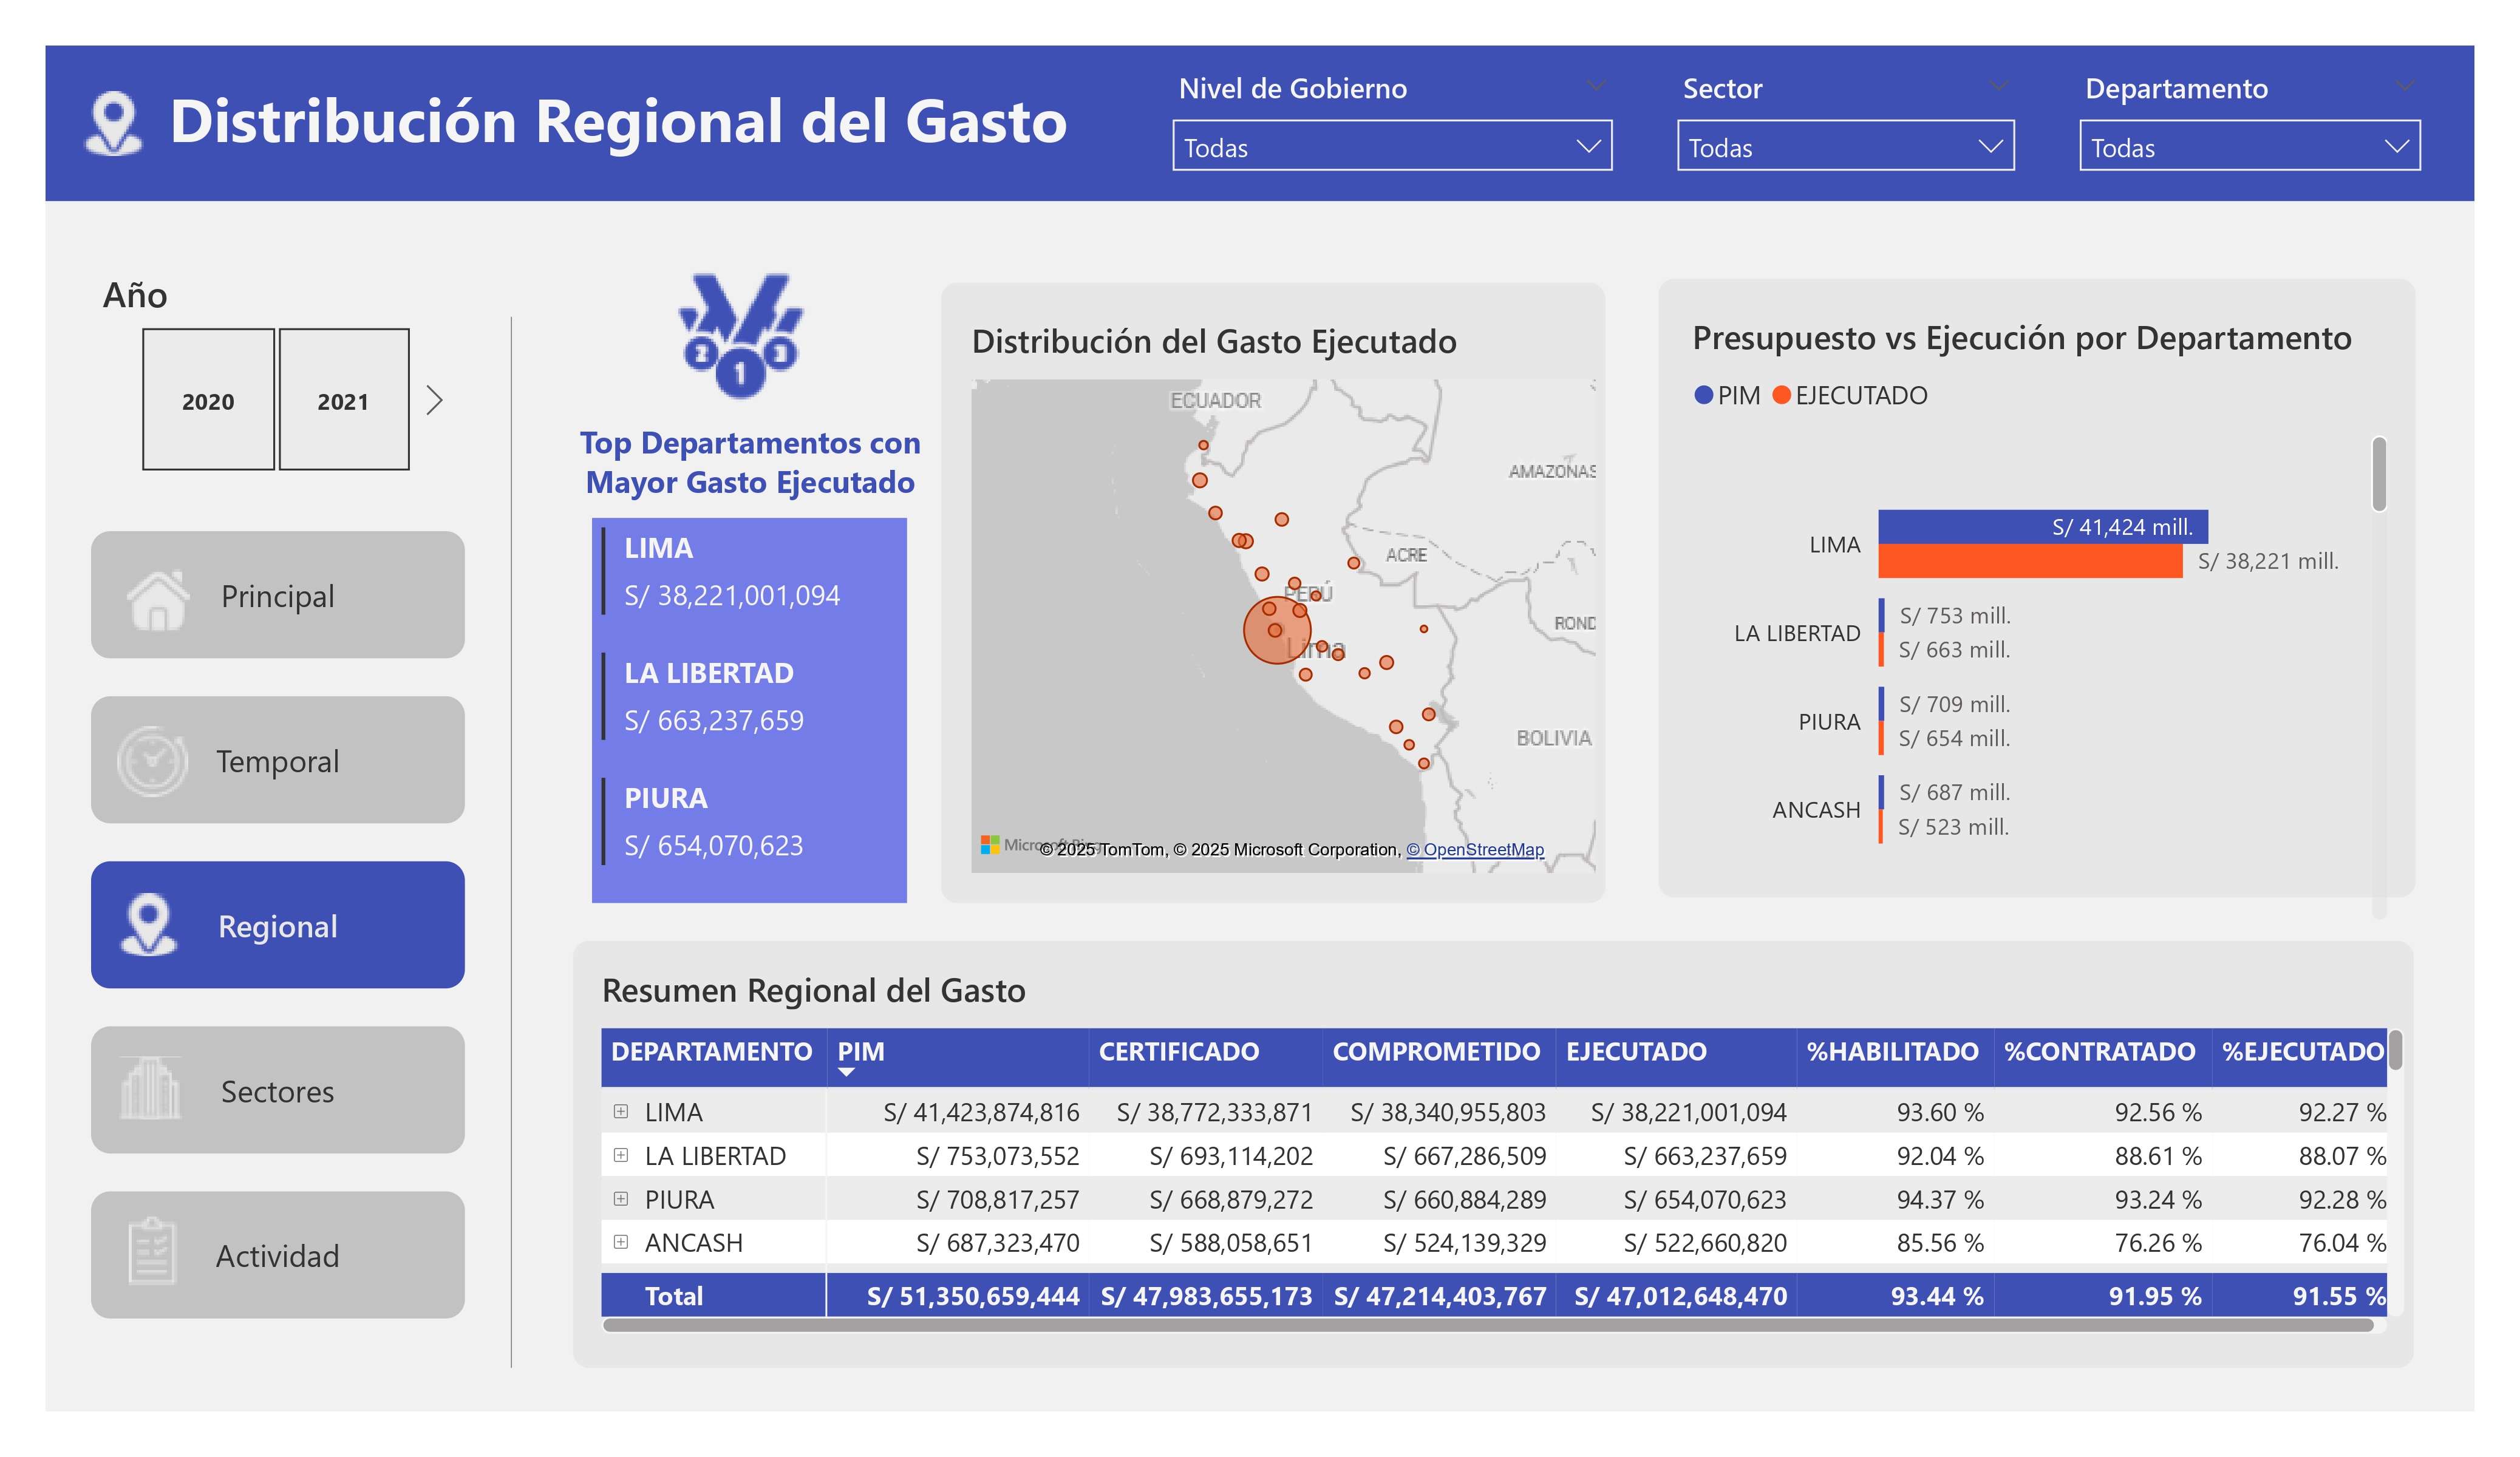 Distribución Regional del Gasto
Nivel de Gobierno
Todas
Sector
Todas
Departamento
Todas
Año
2020
2021
Principal
Temporal
Regional
Sectores
Actividad
2 1 3
Top Departamentos con
Mayor Gasto Ejecutado
LIMA
S/ 38,221,001,094
LA LIBERTAD
S/ 663,237,659
PIURA
S/ 654,070,623
Distribución del Gasto Ejecutado
ECUADOR
AMAZONAS
ACRE
PERÚ
ROND
Lima
BOLIVIA
Microsoft Bing
© 2025 TomTom, © 2025 Microsoft Corporation, © OpenStreetMap
Presupuesto vs Ejecución por Departamento
PIM EJECUTADO
LIMA
S/ 41,424 mill.
S/ 38,221 mill.
LA LIBERTAD
S/ 753 mill.
S/ 663 mill.
PIURA
S/ 709 mill.
S/ 654 mill.
ANCASH
S/ 687 mill.
S/ 523 mill.
Resumen Regional del Gasto
DEPARTAMENTO PIM CERTIFICADO COMPROMETIDO EJECUTADO %HABILITADO %CONTRATADO %EJECUTADO
LIMA S/ 41,423,874,816 S/ 38,772,333,871 S/ 38,340,955,803 S/ 38,221,001,094 93.60 % 92.56 % 92.27 %
LA LIBERTAD S/ 753,073,552 S/ 693,114,202 S/ 667,286,509 S/ 663,237,659 92.04 % 88.61 % 88.07 %
PIURA S/ 708,817,257 S/ 668,879,272 S/ 660,884,289 S/ 654,070,623 94.37 % 93.24 % 92.28 %
ANCASH S/ 687,323,470 S/ 588,058,651 S/ 524,139,329 S/ 522,660,820 85.56 % 76.26 % 76.04 %
Total S/ 51,350,659,444 S/ 47,983,655,173 S/ 47,214,403,767 S/ 47,012,648,470 93.44 % 91.95 % 91.55 %